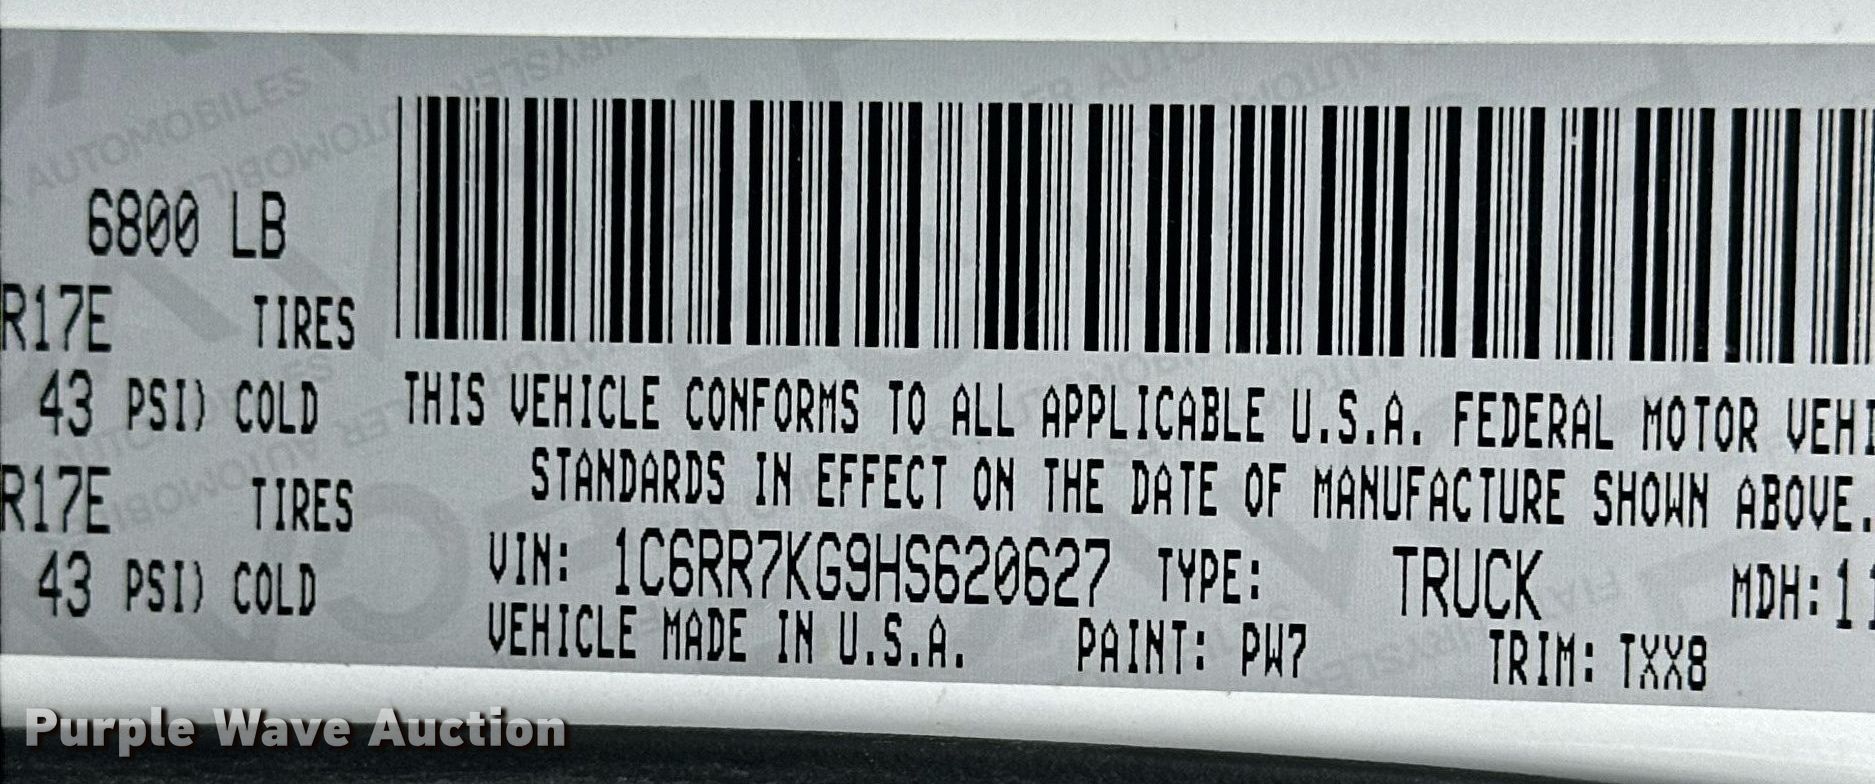 6800 LB
R17E TIRES
43 PSI) COLD
R17E TIRES
43 PSI) COLD
THIS VEHICLE CONFORMS TO ALL APPLICABLE U.S.A. FEDERAL MOTOR VEHI
STANDARDS IN EFFECT ON THE DATE OF MANUFACTURE SHOWN ABOVE.
VIN: 1C6RR7KG9HS620627 TYPE: TRUCK MDH:11
VEHICLE MADE IN U.S.A. PAINT: PW7 TRIM: TXX8
AUTOMOBILES
Purple Wave Auction